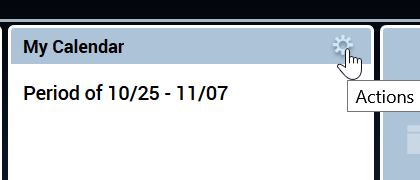 My Calendar
Period of 10/25 - 11/07
Actions